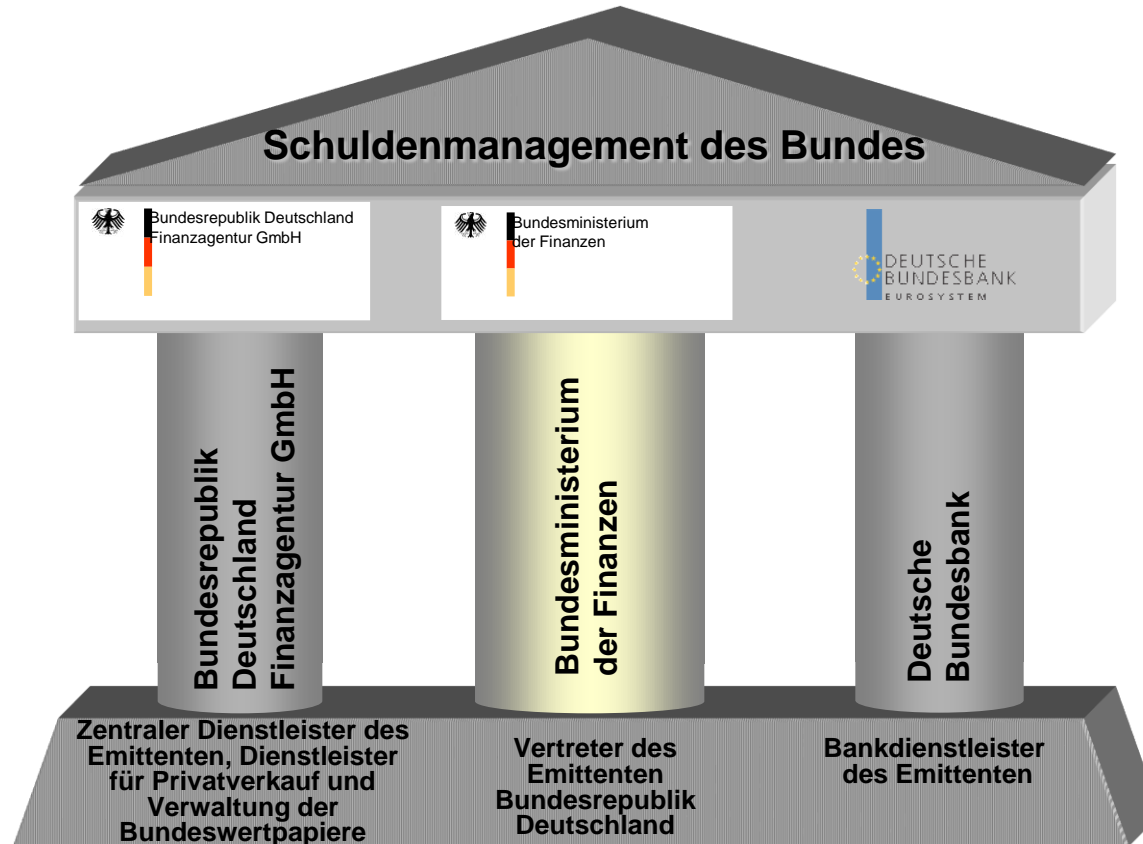 Schuldenmanagement des Bundes
Bundesrepublik Deutschland
Finanzagentur GmbH
Bundesministerium
der Finanzen
DEUTSCHE
BUNDESBANK
EUROSYSTEM
Bundesrepublik
Deutschland
Finanzagentur GmbH
Bundesministerium
der Finanzen
Deutsche
Bundesbank
Zentraler Dienstleister des
Emittenten, Dienstleister
für Privatverkauf und
Verwaltung der
Bundeswertpapiere
Vertreter des
Emittenten
Bundesrepublik
Deutschland
Bankdienstleister
des Emittenten